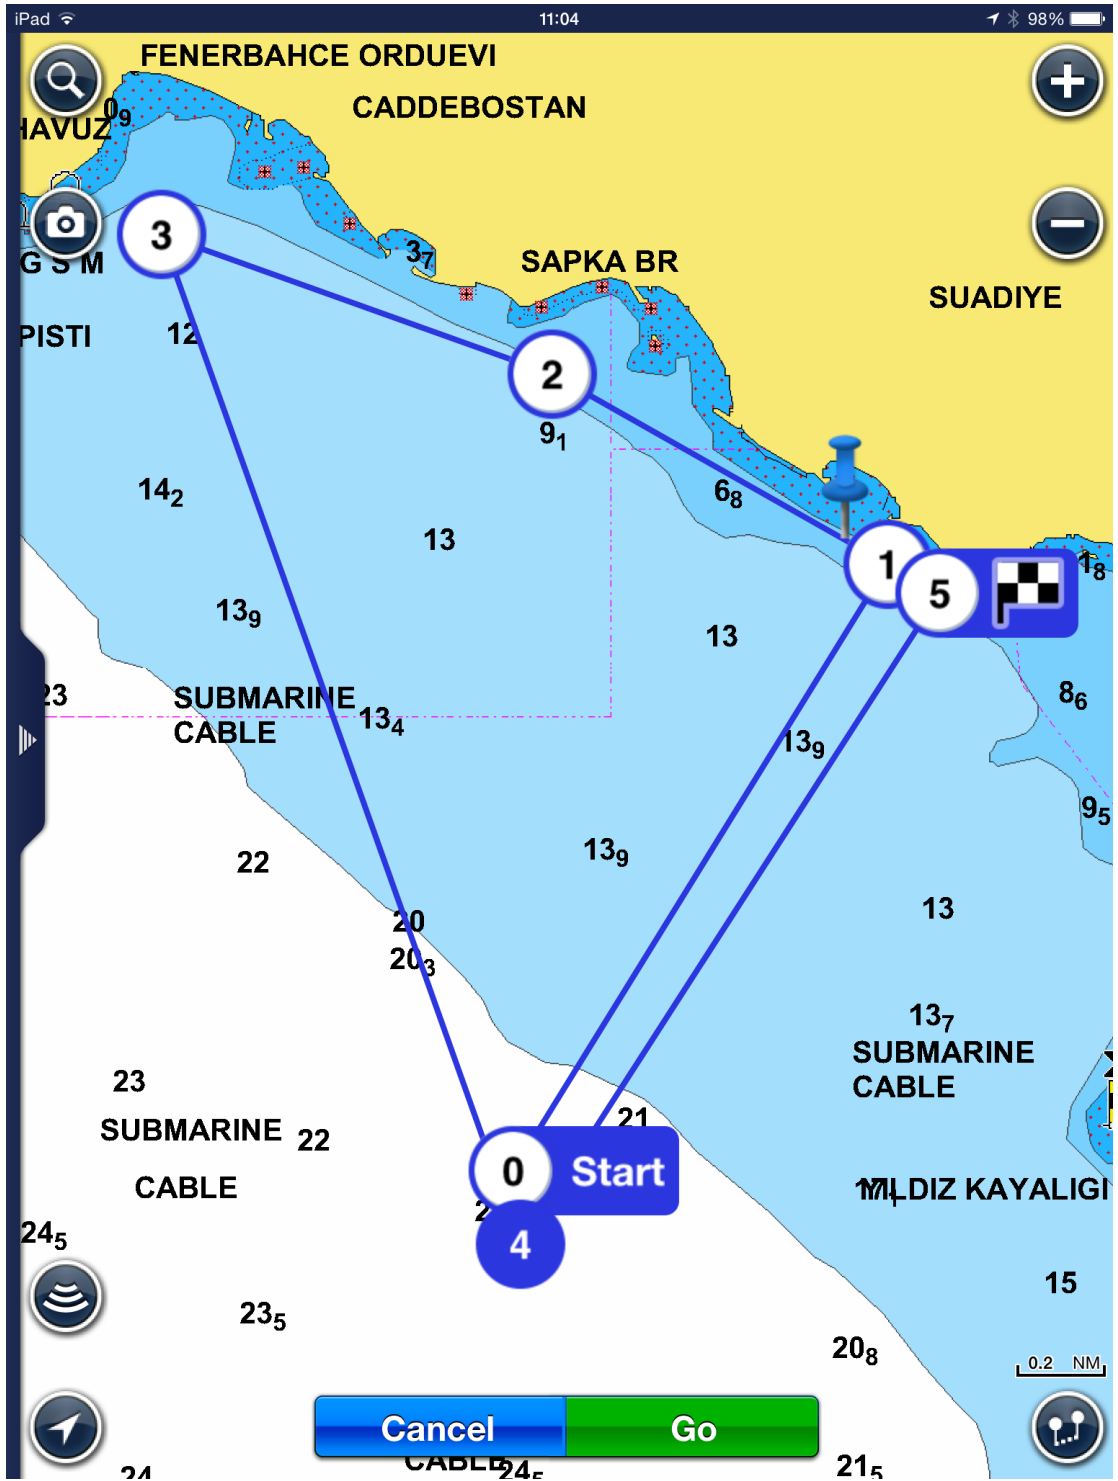 iPad 11:04 98%
FENERBAHCE ORDUEVI
CADDEBOSTAN
0₉
HAVUZ
3
3₇
SAPKA BR
G S M
SUADIYE
12
PISTI
2
9₁
14₂
6₈
13
1
1₈
5
13₉
13
23
SUBMARINE
CABLE
8₆
13₄
13₉
9₅
13₉
22
13
20
20₃
13₇
SUBMARINE
CABLE
23
21
SUBMARINE
22
0 Start
CABLE
YILDIZ KAYALIGI
24₅
4
15
23₅
20₈
0.2 NM
Cancel Go
CABLE
24₅
24
21₅